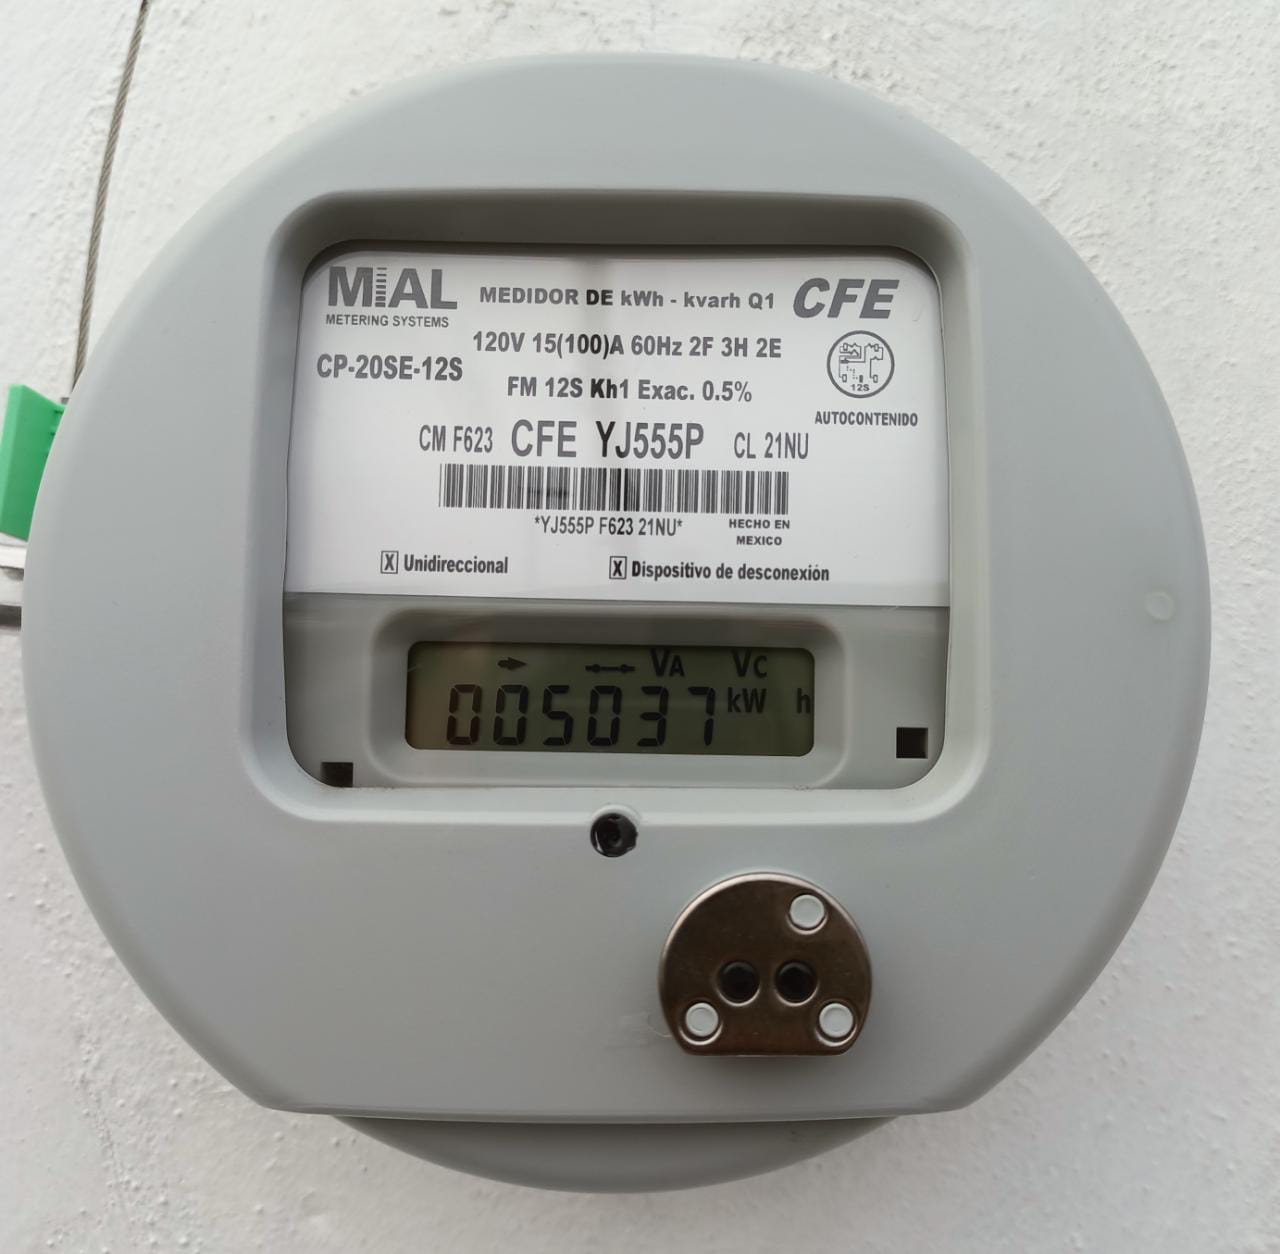 MIAL
METERING SYSTEMS
MEDIDOR DE kWh - kvarh Q1
CFE
120V 15(100)A 60Hz 2F 3H 2E
CP-20SE-12S
FM 12S Kh1 Exac. 0.5%
12S
AUTOCONTENIDO
CM F623 CFE YJ555P CL 21NU
*YJ555P F623 21NU*
HECHO EN
MEXICO
X Unidireccional
X Dispositivo de desconexión
VA VC
005037 kW h